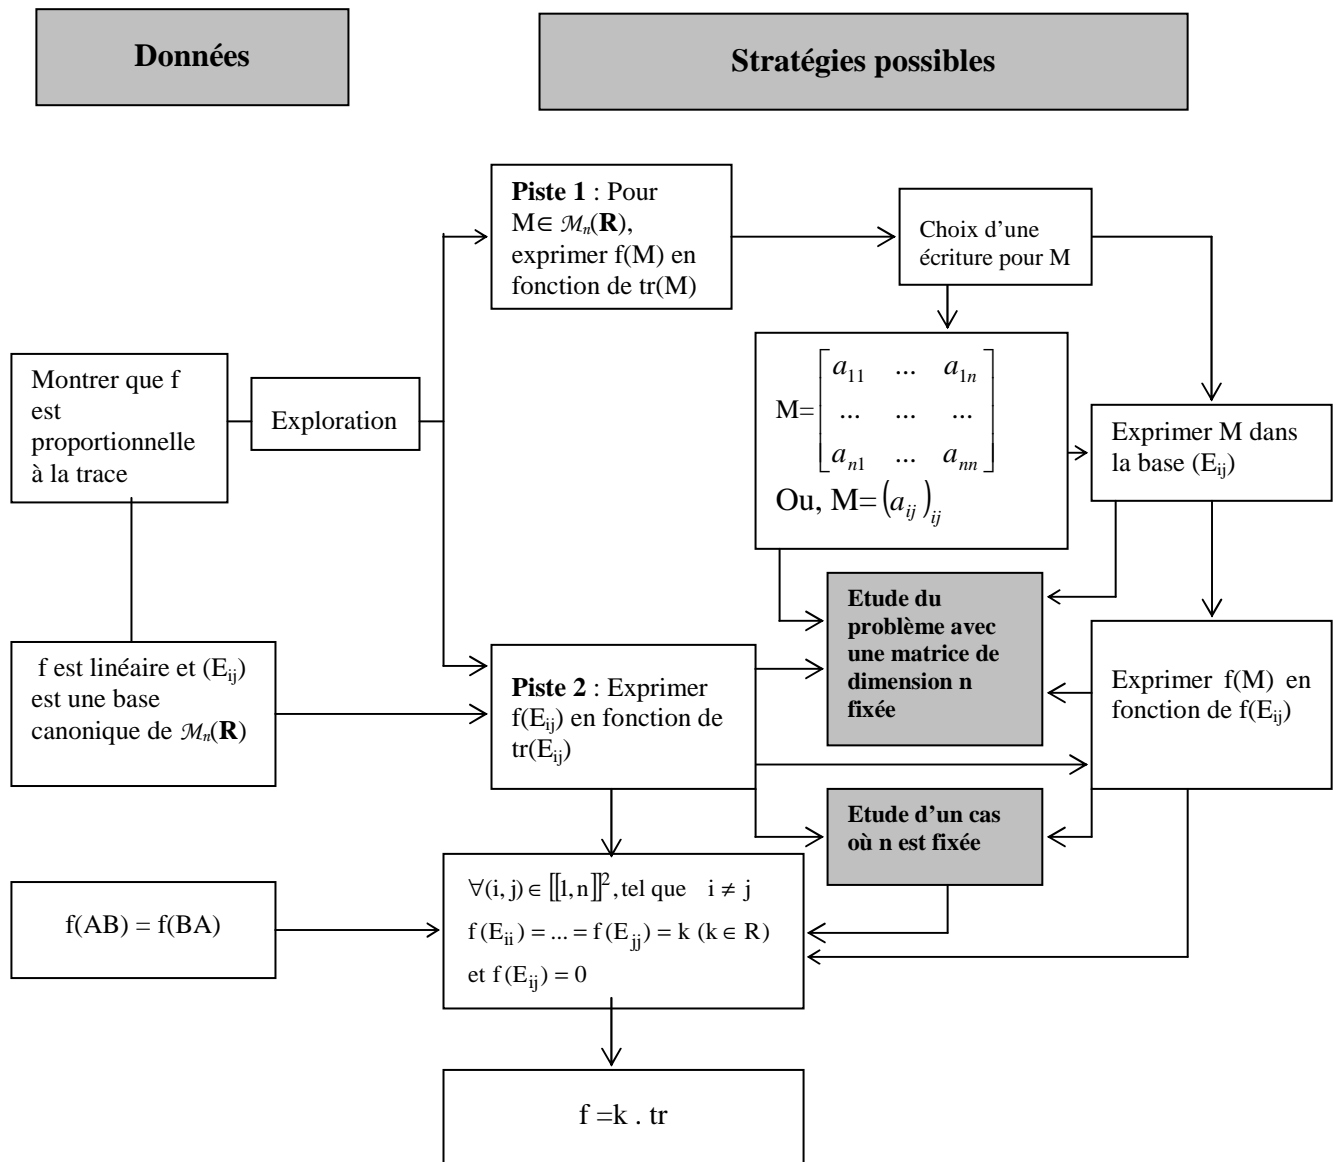 Données
Stratégies possibles
Piste 1 : Pour
M∈ ℳn(R),
exprimer f(M) en
fonction de tr(M)
Choix d’une
écriture pour M
Montrer que f
est
proportionnelle
à la trace
Exploration
M= [ a11 ... a1n
... ... ...
an1 ... ann ]
Ou, M= (aij)ij
Exprimer M dans
la base (Eij)
Etude du
problème avec
une matrice de
dimension n
fixée
f est linéaire et (Eij)
est une base
canonique de ℳn(R)
Piste 2 : Exprimer
f(Eij) en fonction de
tr(Eij)
Exprimer f(M) en
fonction de f(Eij)
Etude d’un cas
où n est fixée
f(AB) = f(BA)
∀(i, j) ∈ [[1, n]]², tel que i ≠ j
f (Eii) = ... = f (Ejj) = k (k ∈ R)
et f (Eij) = 0
f =k . tr